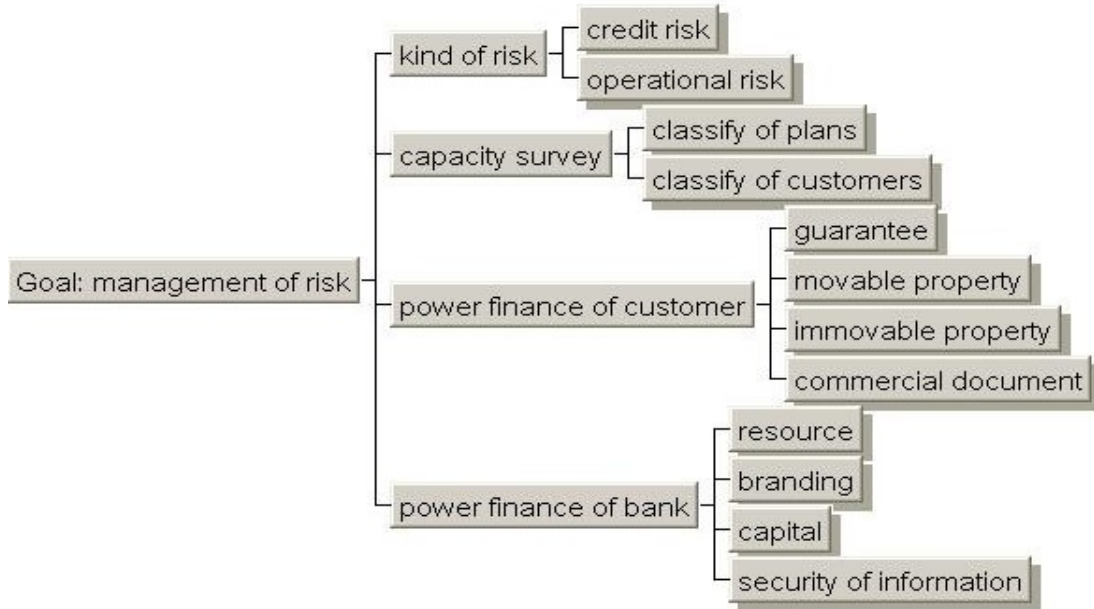 Goal: management of risk
kind of risk
credit risk
operational risk
capacity survey
classify of plans
classify of customers
power finance of customer
guarantee
movable property
immovable property
commercial document
power finance of bank
resource
branding
capital
security of information